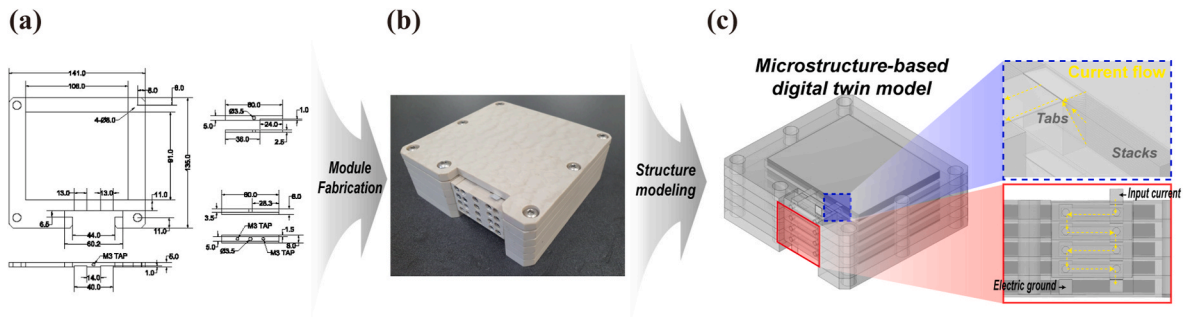 (a)
141.0
106.0
6.0
6.0
4-Ø6.0
91.0
135.0
13.0
13.0
11.0
6.5
11.0
44.0
60.2
M3 TAP
6.0
1.0
14.0
40.0
60.0
1.0
Ø3.5
5.0
24.0
36.0
2.5
60.0
6.0
28.3
3.5
M3 TAP
1.5
5.0
6.0
Ø3.5
M3 TAP
Module
Fabrication
(b)
Structure
modeling
(c)
Microstructure-based
digital twin model
Current flow
Tabs
Stacks
Input current
Electric ground